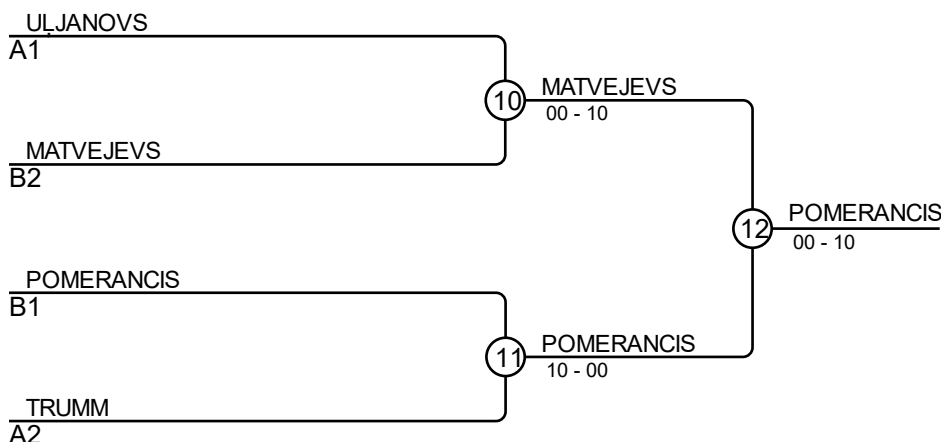 UĻJANOVS
A1
10
MATVEJEVS
00 - 10
MATVEJEVS
B2
12
POMERANCIS
00 - 10
POMERANCIS
B1
11
POMERANCIS
10 - 00
TRUMM
A2